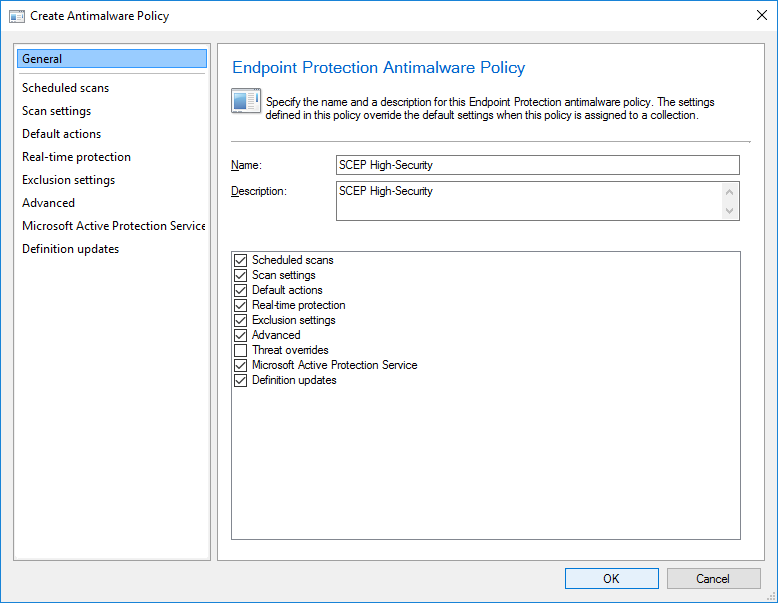 Create Antimalware Policy
General
Scheduled scans
Scan settings
Default actions
Real-time protection
Exclusion settings
Advanced
Microsoft Active Protection Service
Definition updates
Endpoint Protection Antimalware Policy
Specify the name and a description for this Endpoint Protection antimalware policy. The settings
defined in this policy override the default settings when this policy is assigned to a collection.
Name:
SCEP High-Security
Description:
SCEP High-Security
Scheduled scans
Scan settings
Default actions
Real-time protection
Exclusion settings
Advanced
Threat overrides
Microsoft Active Protection Service
Definition updates
OK
Cancel